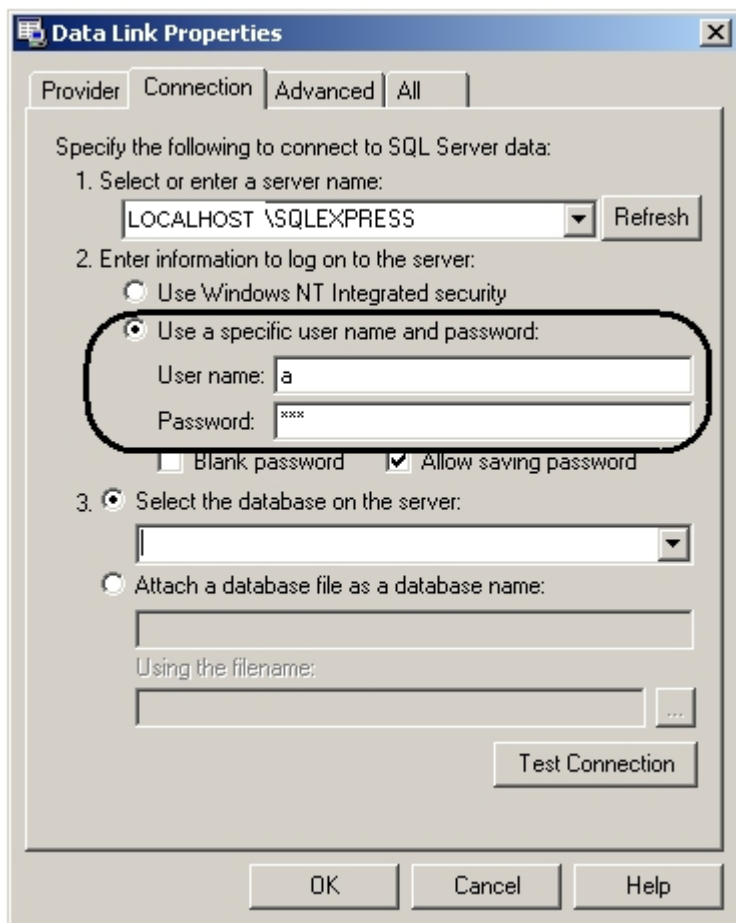 Data Link Properties
Provider Connection Advanced All
Specify the following to connect to SQL Server data:
1. Select or enter a server name:
LOCALHOST \SQLEXPRESS Refresh
2. Enter information to log on to the server:
Use Windows NT Integrated security
Use a specific user name and password:
User name: a
Password: ***
Blank password Allow saving password
3. Select the database on the server:
Attach a database file as a database name:
Using the filename:
...
Test Connection
OK Cancel Help